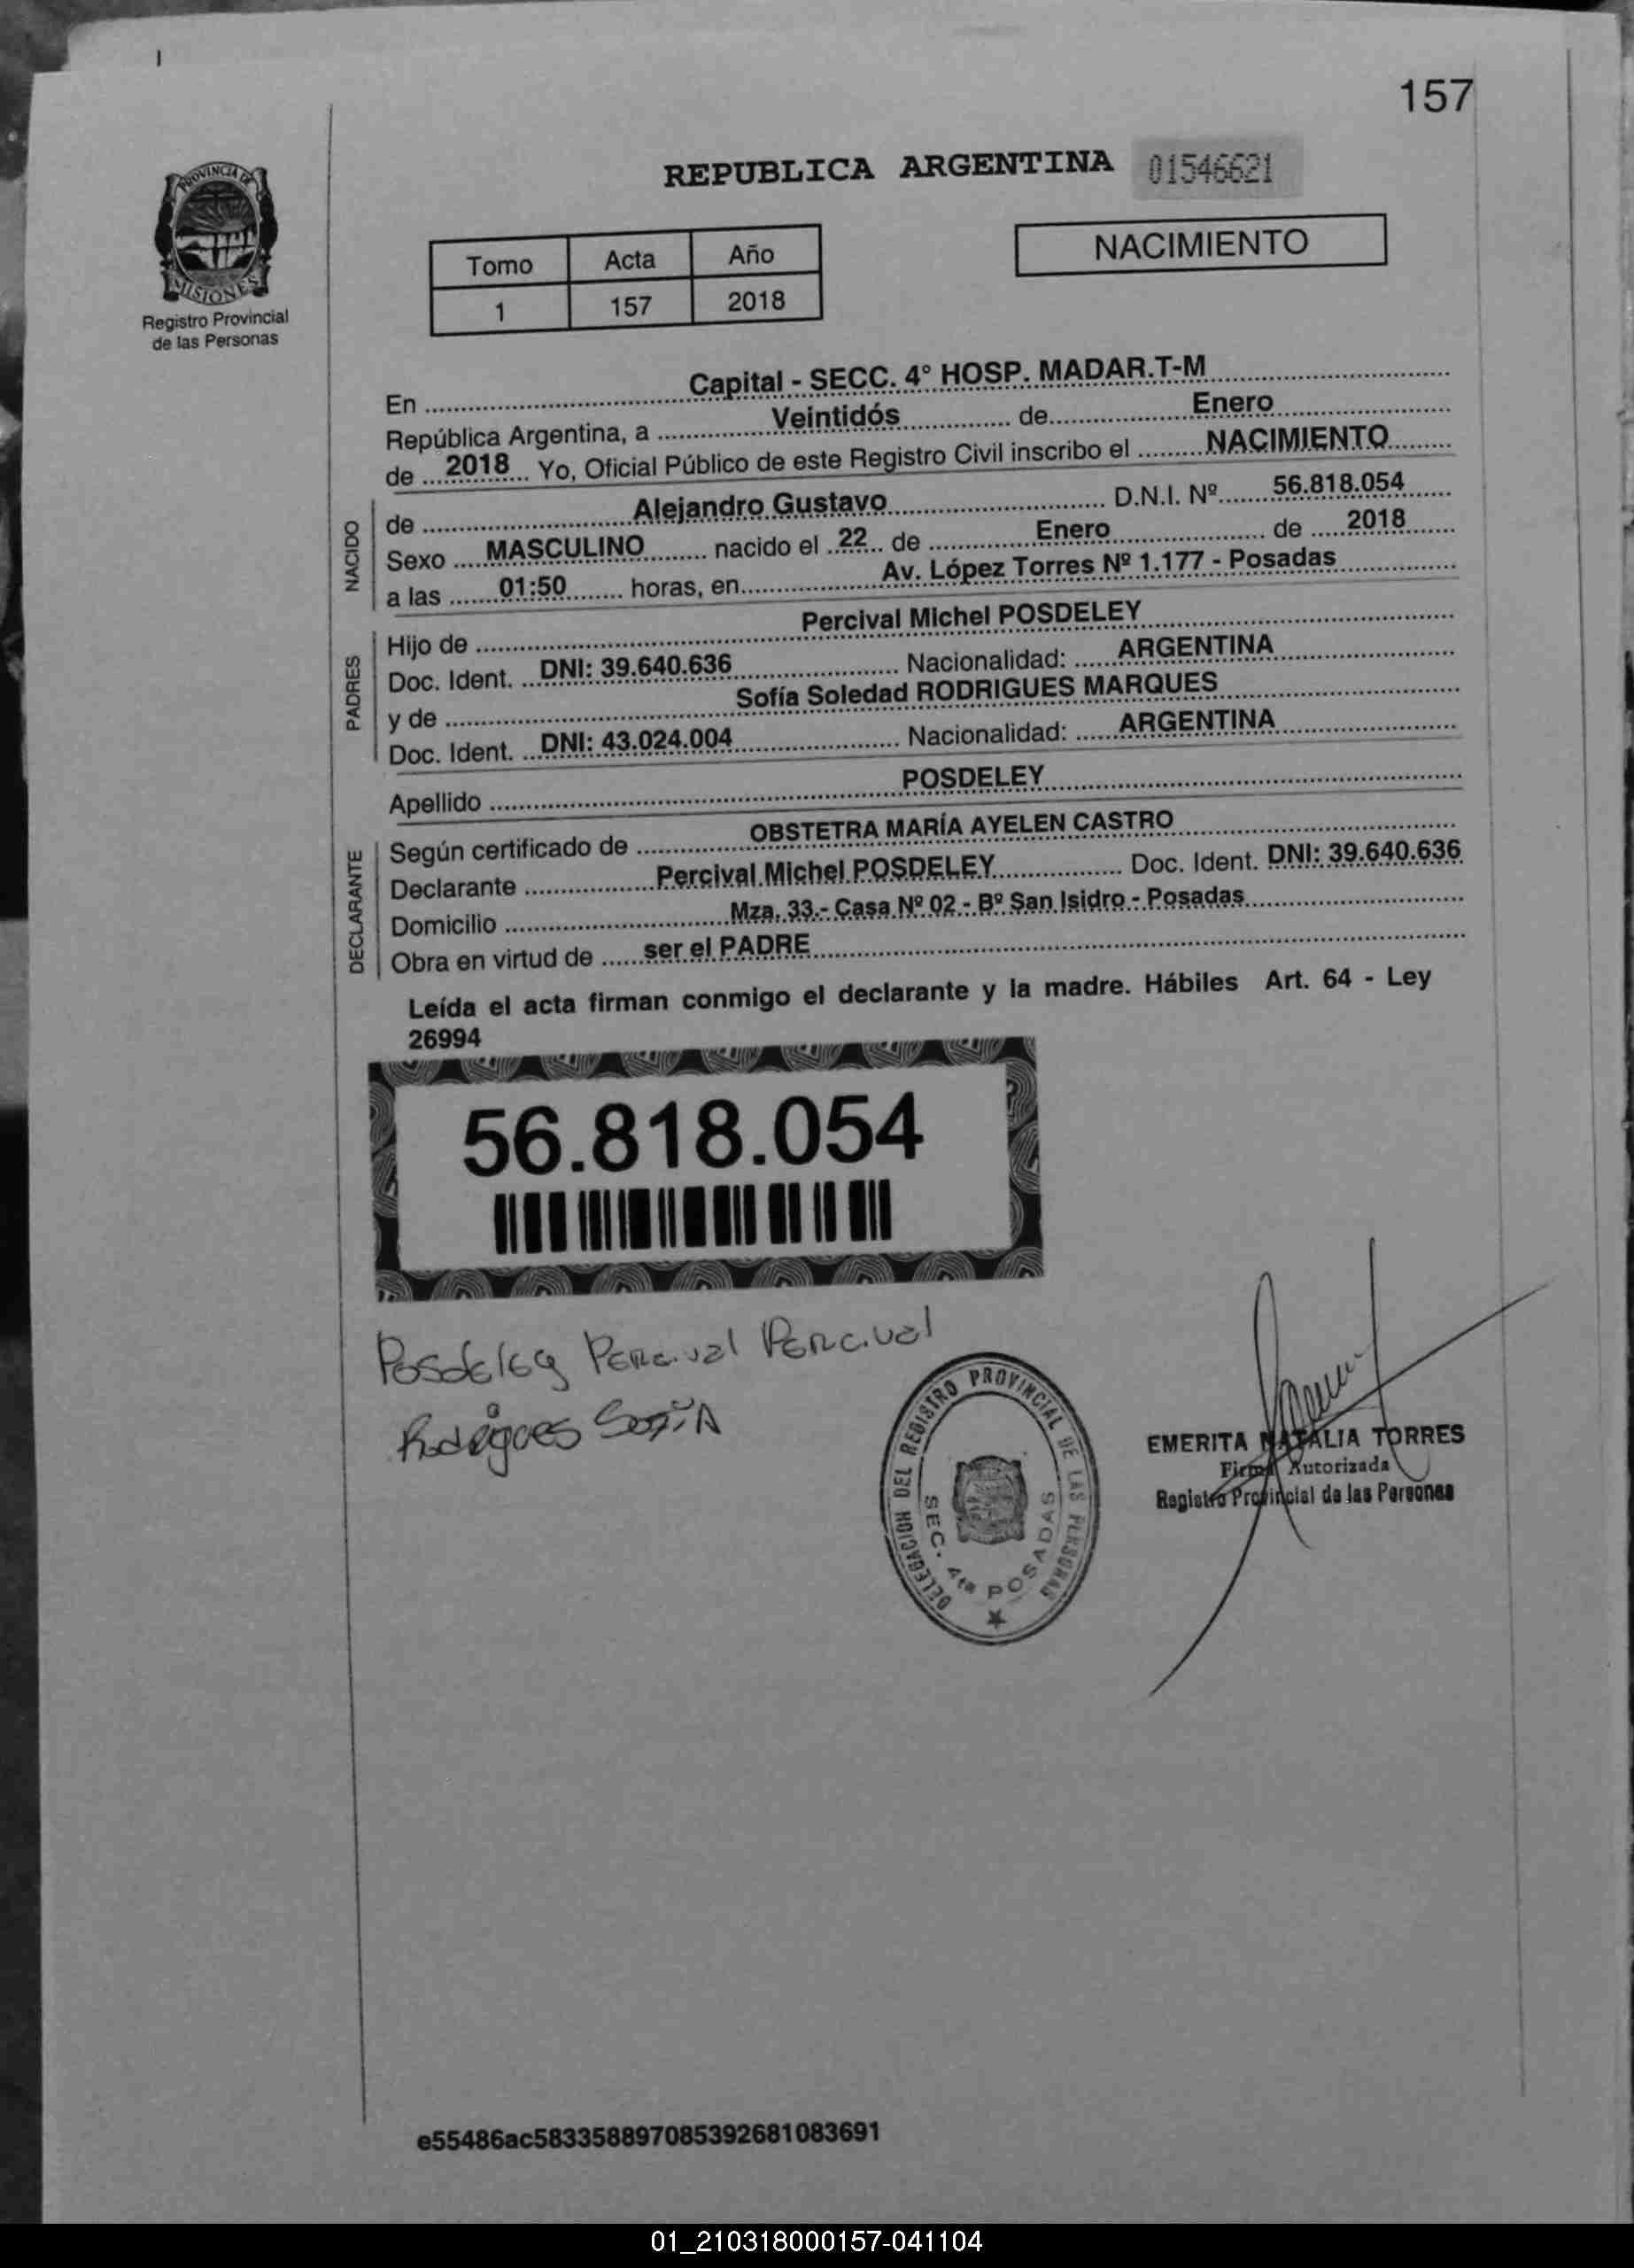 157
REPUBLICA ARGENTINA 01546621
PROVINCIA DE
MISIONES
Registro Provincial
de las Personas
Tomo Acta Año
1 157 2018
NACIMIENTO
En Capital - SECC. 4° HOSP. MADAR.T-M
República Argentina, a Veintidós de Enero
de 2018 Yo, Oficial Público de este Registro Civil inscribo el NACIMIENTO
NACIDO
de Alejandro Gustavo D.N.I. Nº 56.818.054
Sexo MASCULINO nacido el 22 de Enero de 2018
a las 01:50 horas, en Av. López Torres Nº 1.177 - Posadas
PADRES
Hijo de Percival Michel POSDELEY
Doc. Ident. DNI: 39.640.636 Nacionalidad: ARGENTINA
y de Sofía Soledad RODRIGUES MARQUES
Doc. Ident. DNI: 43.024.004 Nacionalidad: ARGENTINA
Apellido POSDELEY
DECLARANTE
Según certificado de OBSTETRA MARÍA AYELEN CASTRO
Declarante Percival Michel POSDELEY Doc. Ident. DNI: 39.640.636
Domicilio Mza. 33.- Casa Nº 02 - Bº San Isidro - Posadas
Obra en virtud de ser el PADRE
Leída el acta firman conmigo el declarante y la madre. Hábiles Art. 64 - Ley
26994
56.818.054
Posdeley Percival Percival
Rodrigues Sofia
DELEGACION DEL REGISTRO PROVINCIAL DE LAS PERSONAS
SEC. 4ta POSADAS
EMERITA NATALIA TORRES
Firma Autorizada
Registro Provincial de las Personas
e55486ac5833588970853926810836​91
01_210318000157-041104